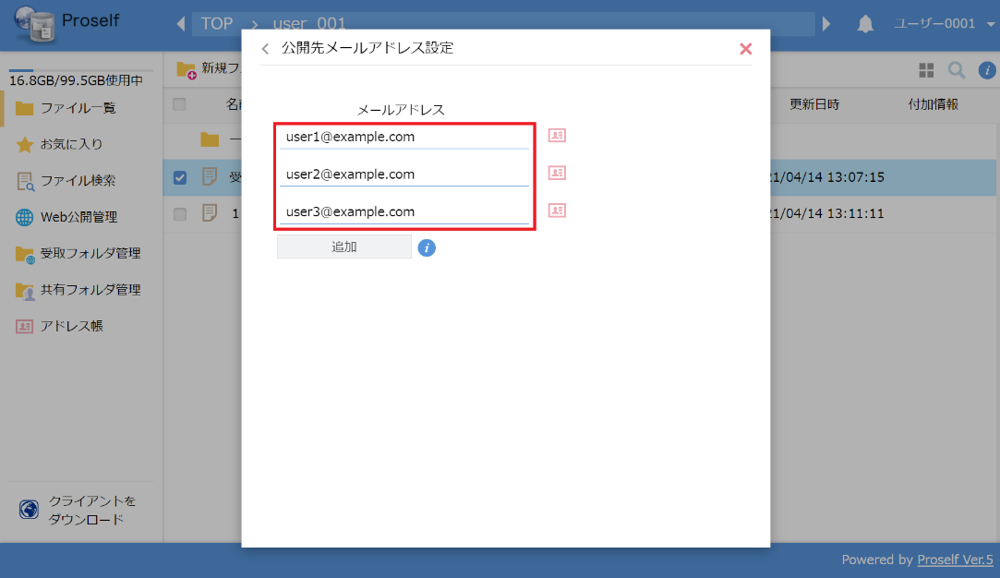 Proself
TOP > user_001
ユーザー0001
16.8GB/99.5GB使用中
ファイル一覧
お気に入り
ファイル検索
Web公開管理
受取フォルダ管理
共有フォルダ管理
アドレス帳
クライアントを
ダウンロード
新規フ
名前
更新日時
付加情報
受
/04/14 13:07:15
1
/04/14 13:11:11
公開先メールアドレス設定
メールアドレス
user1@example.com
user2@example.com
user3@example.com
追加
Powered by Proself Ver.5